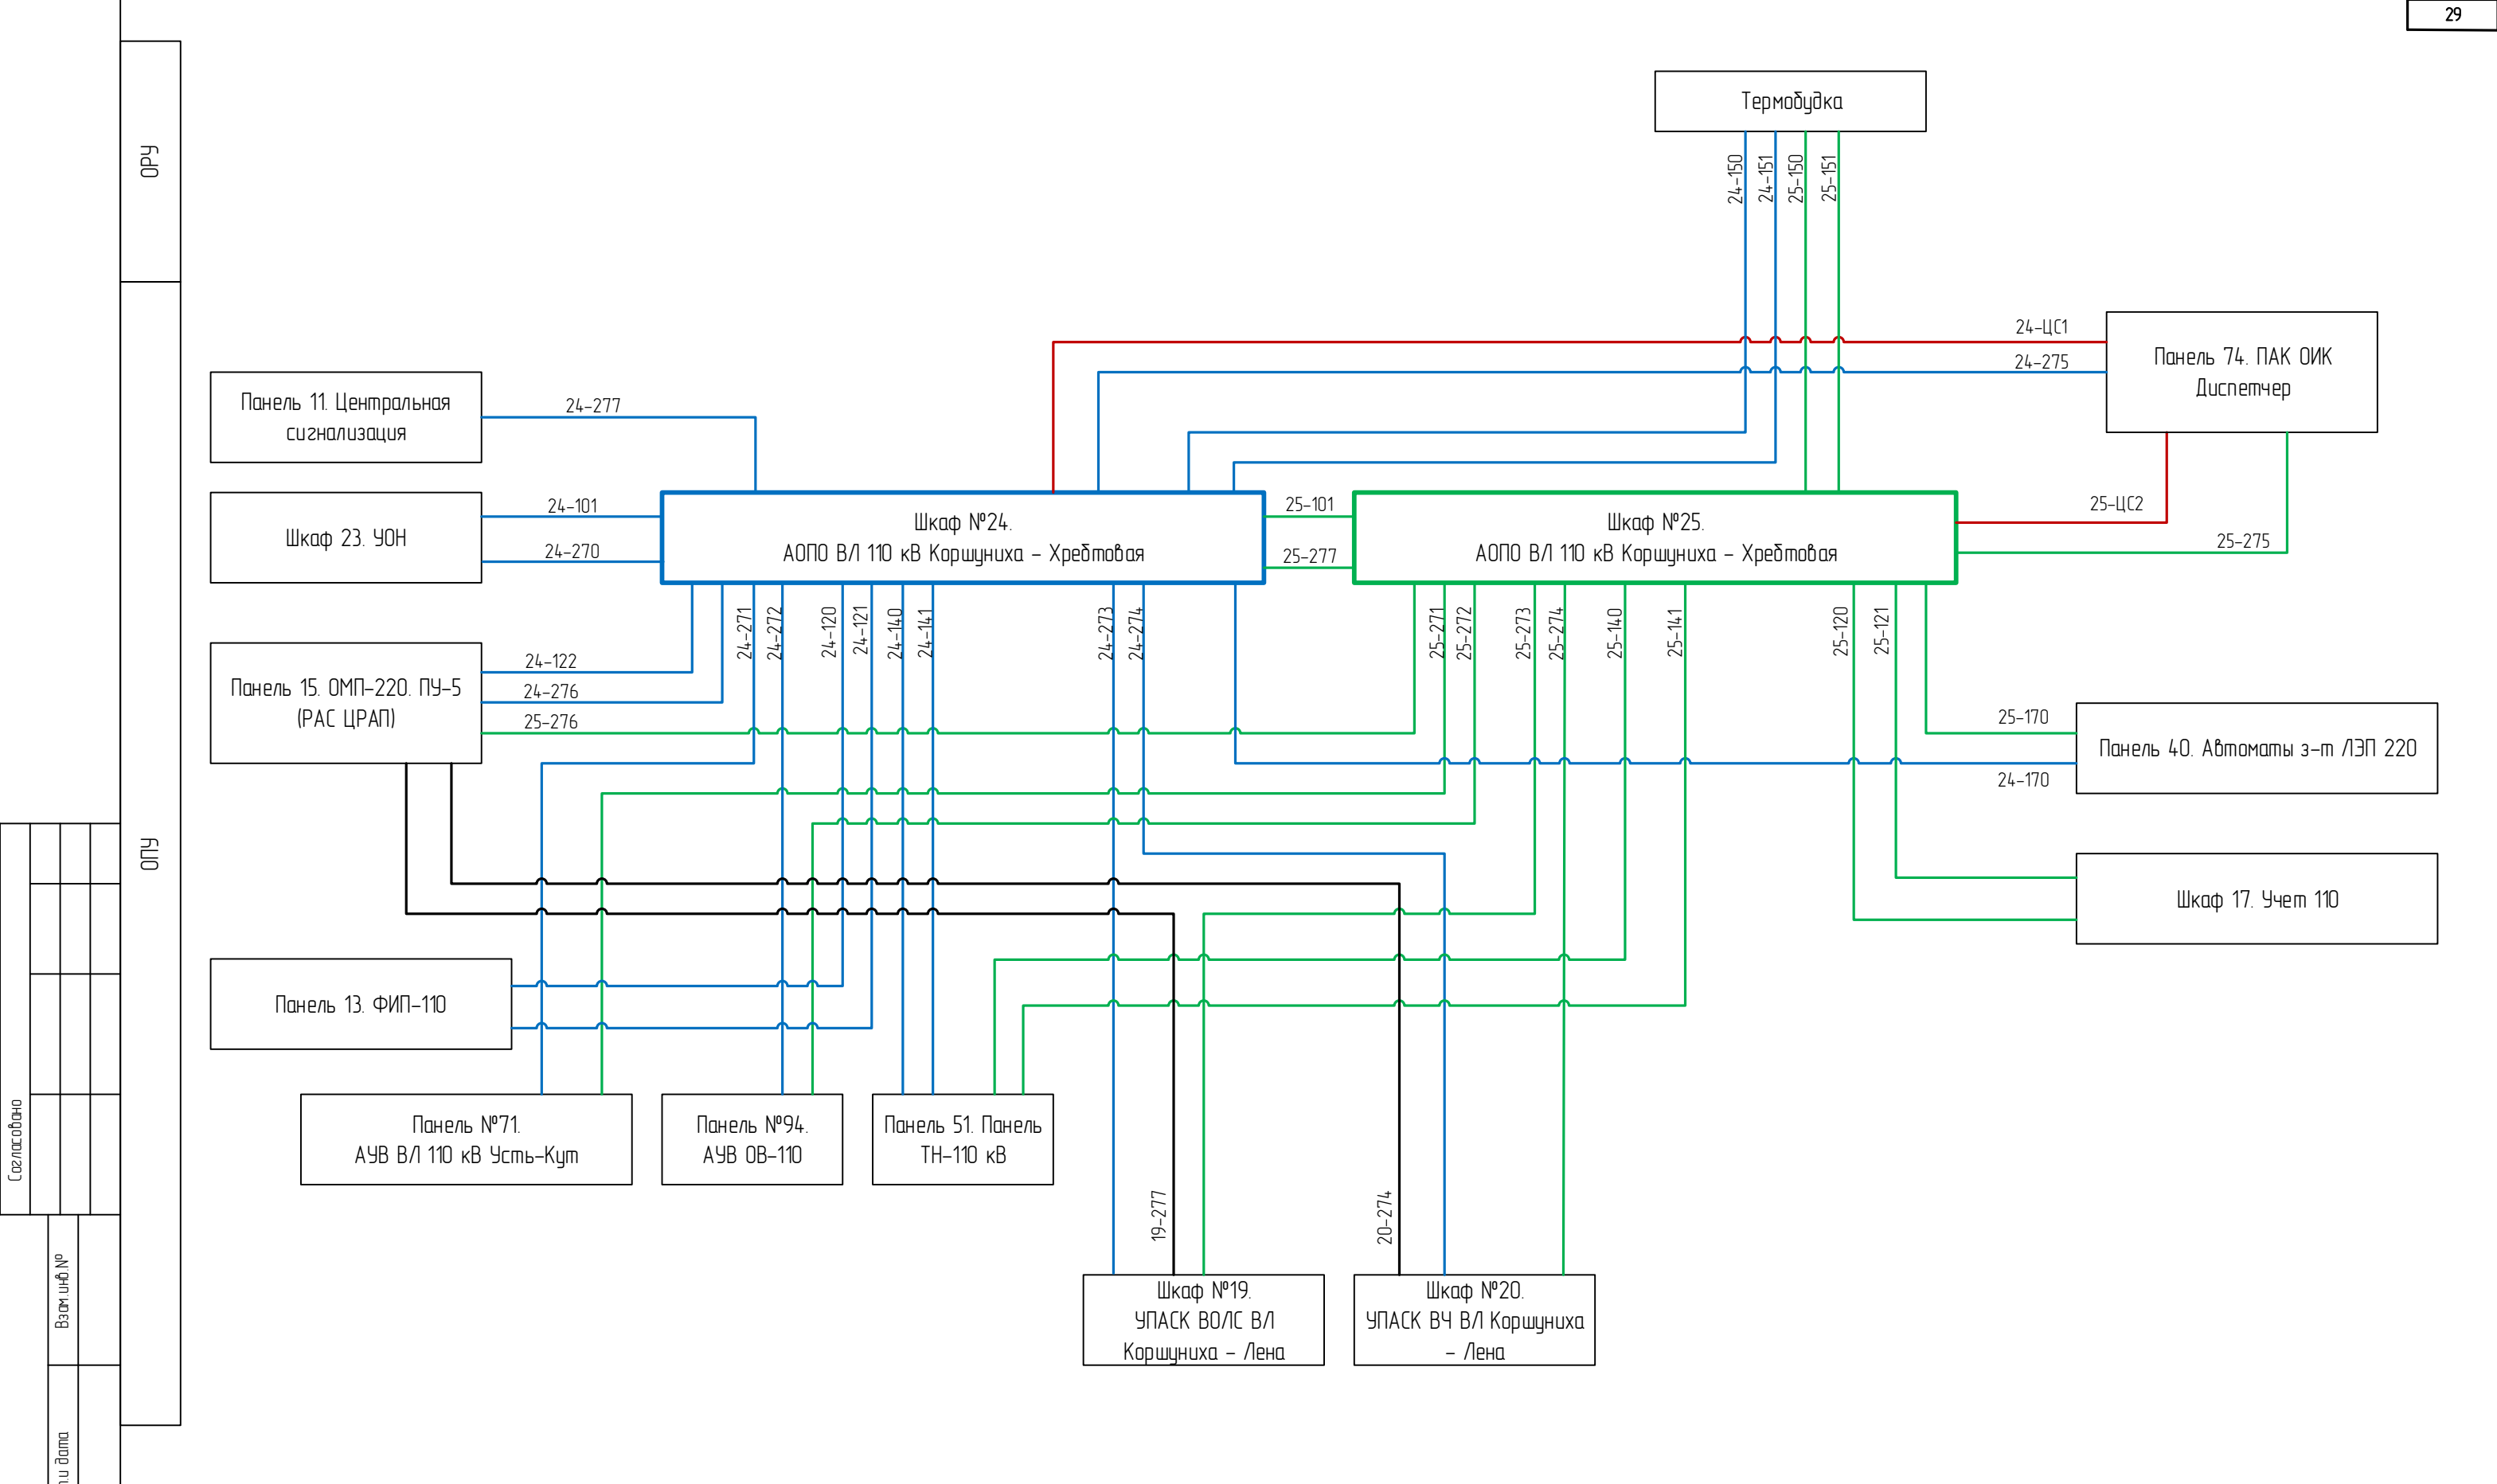 29
ОРУ
Термобудка
24-150
24-151
25-150
25-151
24-ЦС1
24-275
Панель 74. ПАК ОИК
Диспетчер
Панель 11. Центральная
сигнализация
24-277
Шкаф 23. УОН
24-101
24-270
Шкаф №24.
АОПО ВЛ 110 кВ Коршуниха - Хребтовая
25-101
25-277
Шкаф №25.
АОПО ВЛ 110 кВ Коршуниха - Хребтовая
25-ЦС2
25-275
24-271
24-272
24-120
24-121
24-140
24-141
24-273
24-274
25-271
25-272
25-273
25-274
25-140
25-141
25-120
25-121
Панель 15. ОМП-220. ПУ-5
(РАС ЦРАП)
24-122
24-276
25-276
25-170
Панель 40. Автоматы з-т ЛЭП 220
24-170
ОПУ
Шкаф 17. Учет 110
Панель 13. ФИП-110
Панель №71.
АУВ ВЛ 110 кВ Усть-Кут
Панель №94.
АУВ ОВ-110
Панель 51. Панель
ТН-110 кВ
19-277
20-274
Шкаф №19.
УПАСК ВОЛС ВЛ
Коршуниха - Лена
Шкаф №20.
УПАСК ВЧ ВЛ Коршуниха
- Лена
Согласовано
Взам.инв.№
и дата